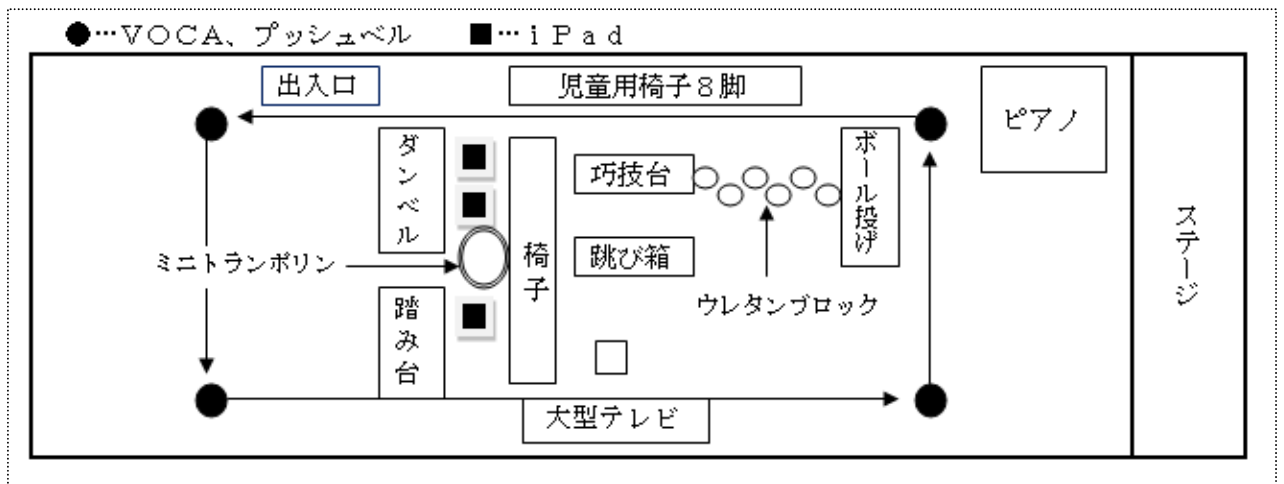 ●…ＶＯＣＡ、プッシュベル　　■…ｉＰａｄ
出入口
児童用椅子８脚
ピアノ
ダンベル
巧技台
ボール投げ
椅子
跳び箱
ミニトランポリン
ウレタンブロック
踏み台
大型テレビ
ステージ